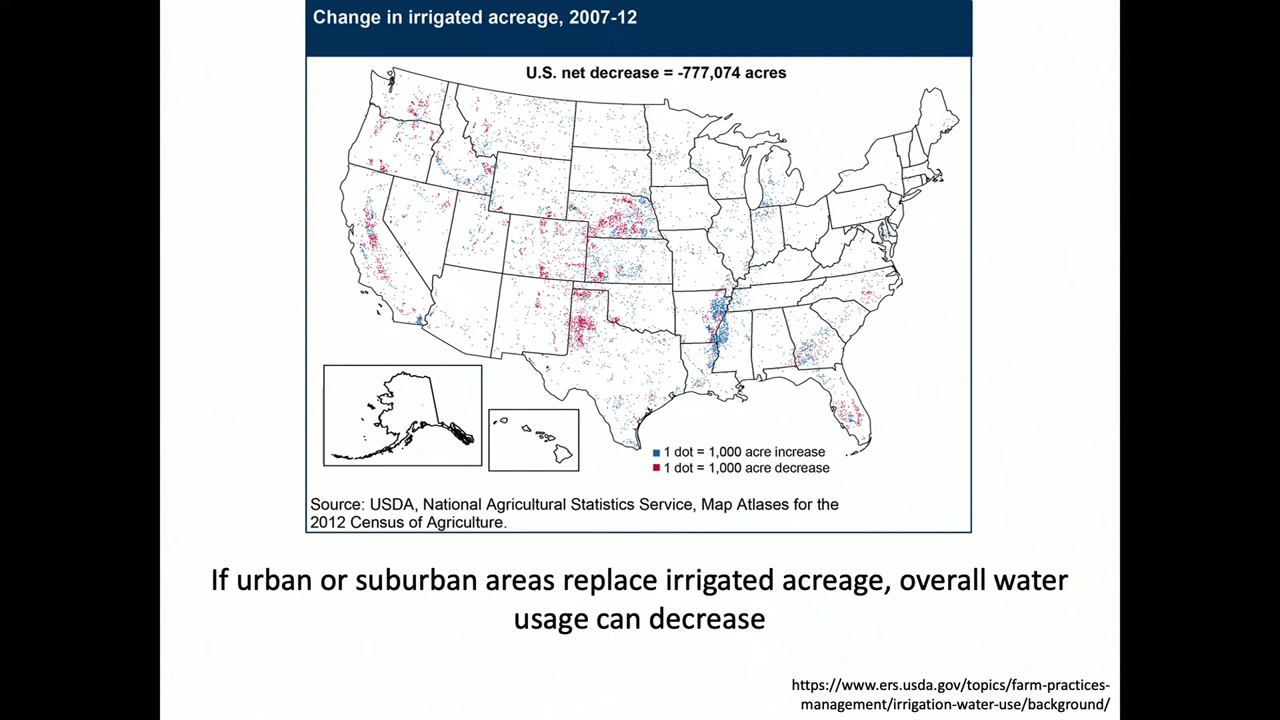 Change in irrigated acreage, 2007-12
U.S. net decrease = -777,074 acres
1 dot = 1,000 acre increase
1 dot = 1,000 acre decrease
Source: USDA, National Agricultural Statistics Service, Map Atlases for the
2012 Census of Agriculture.
If urban or suburban areas replace irrigated acreage, overall water
usage can decrease
https://www.ers.usda.gov/topics/farm-practices-
management/irrigation-water-use/background/